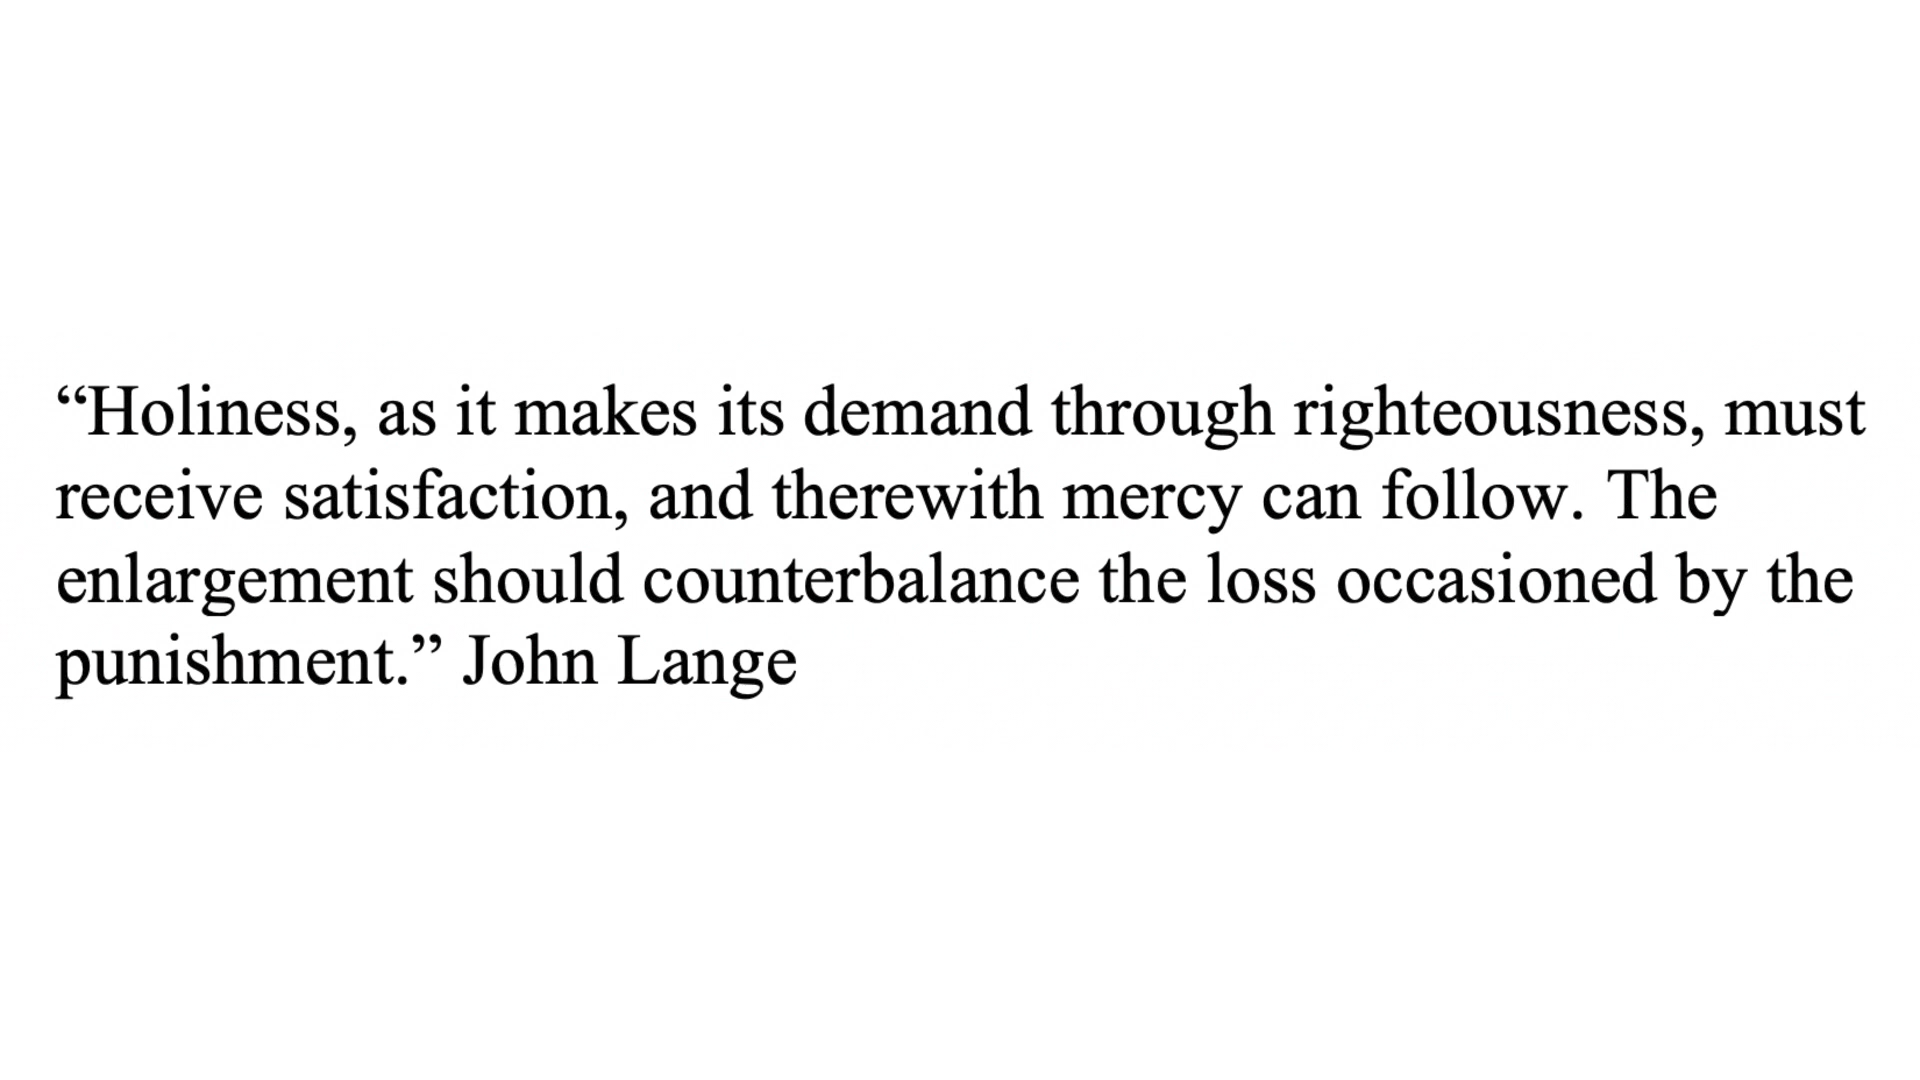 “Holiness, as it makes its demand through righteousness, must
receive satisfaction, and therewith mercy can follow. The
enlargement should counterbalance the loss occasioned by the
punishment.” John Lange